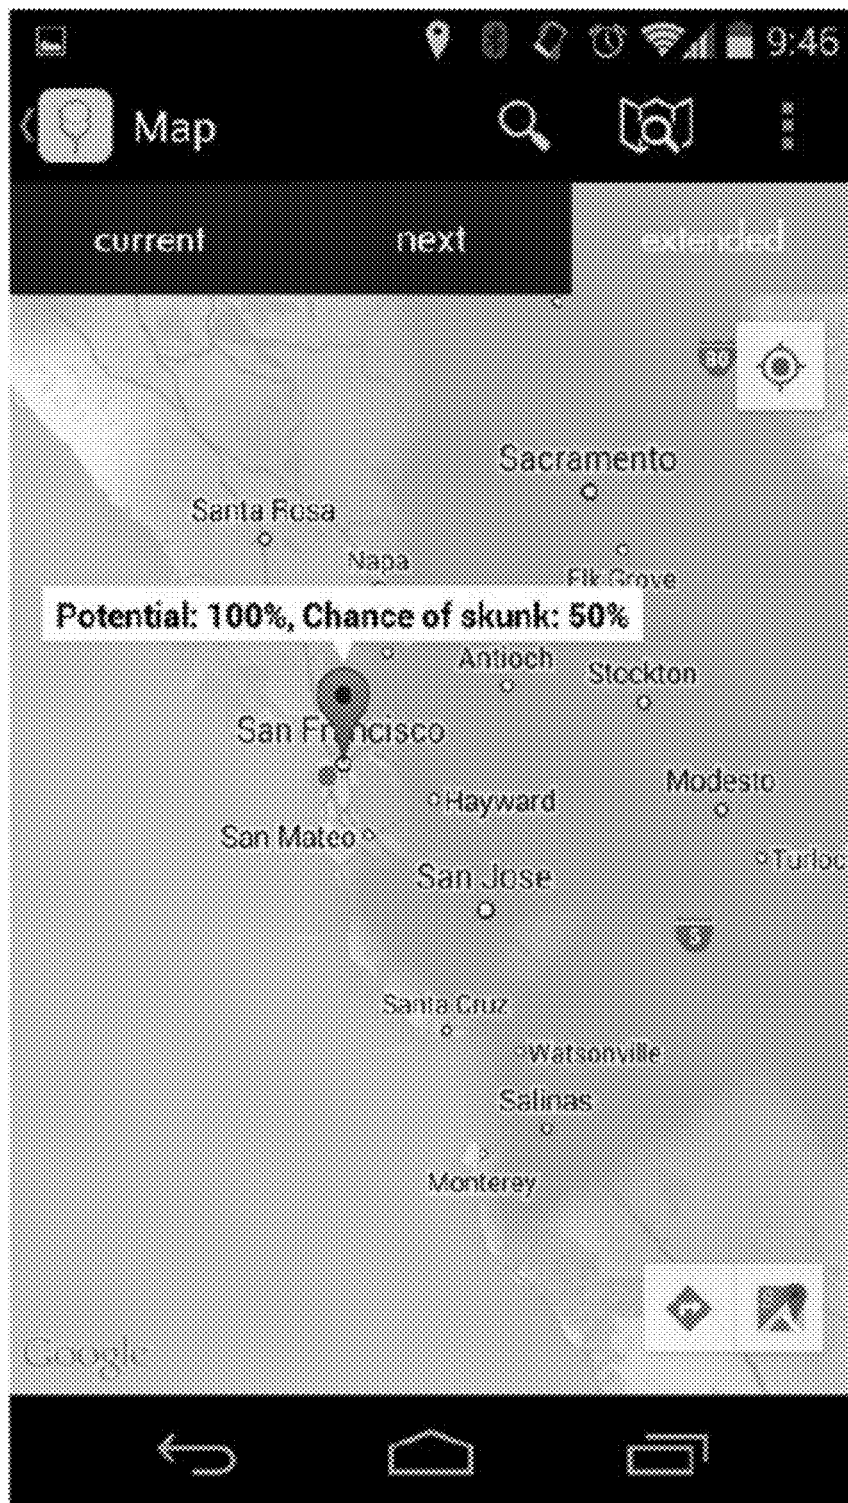 9:46
Map
current
next
extended
Sacramento
Santa Rosa
Napa
Elk Grove
Potential: 100%, Chance of skunk: 50%
Antioch
Stockton
San Francisco
Modesto
Hayward
San Mateo
Turloc
San Jose
5
Santa Cruz
Watsonville
Salinas
Monterey
Google